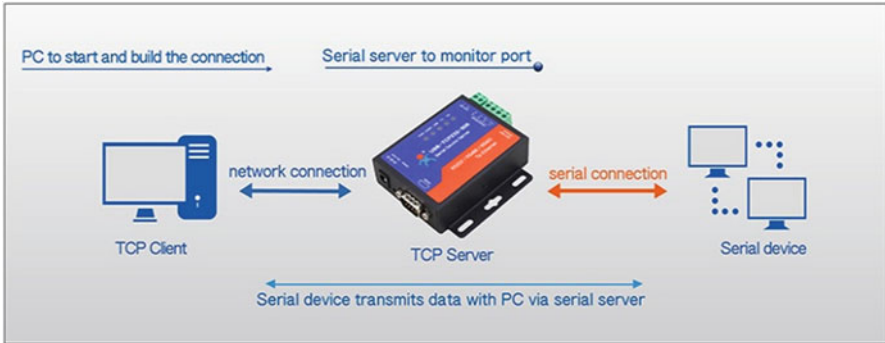 PC to start and build the connection
Serial server to monitor port
network connection
serial connection
TCP Client
TCP Server
Serial device
Serial device transmits data with PC via serial server